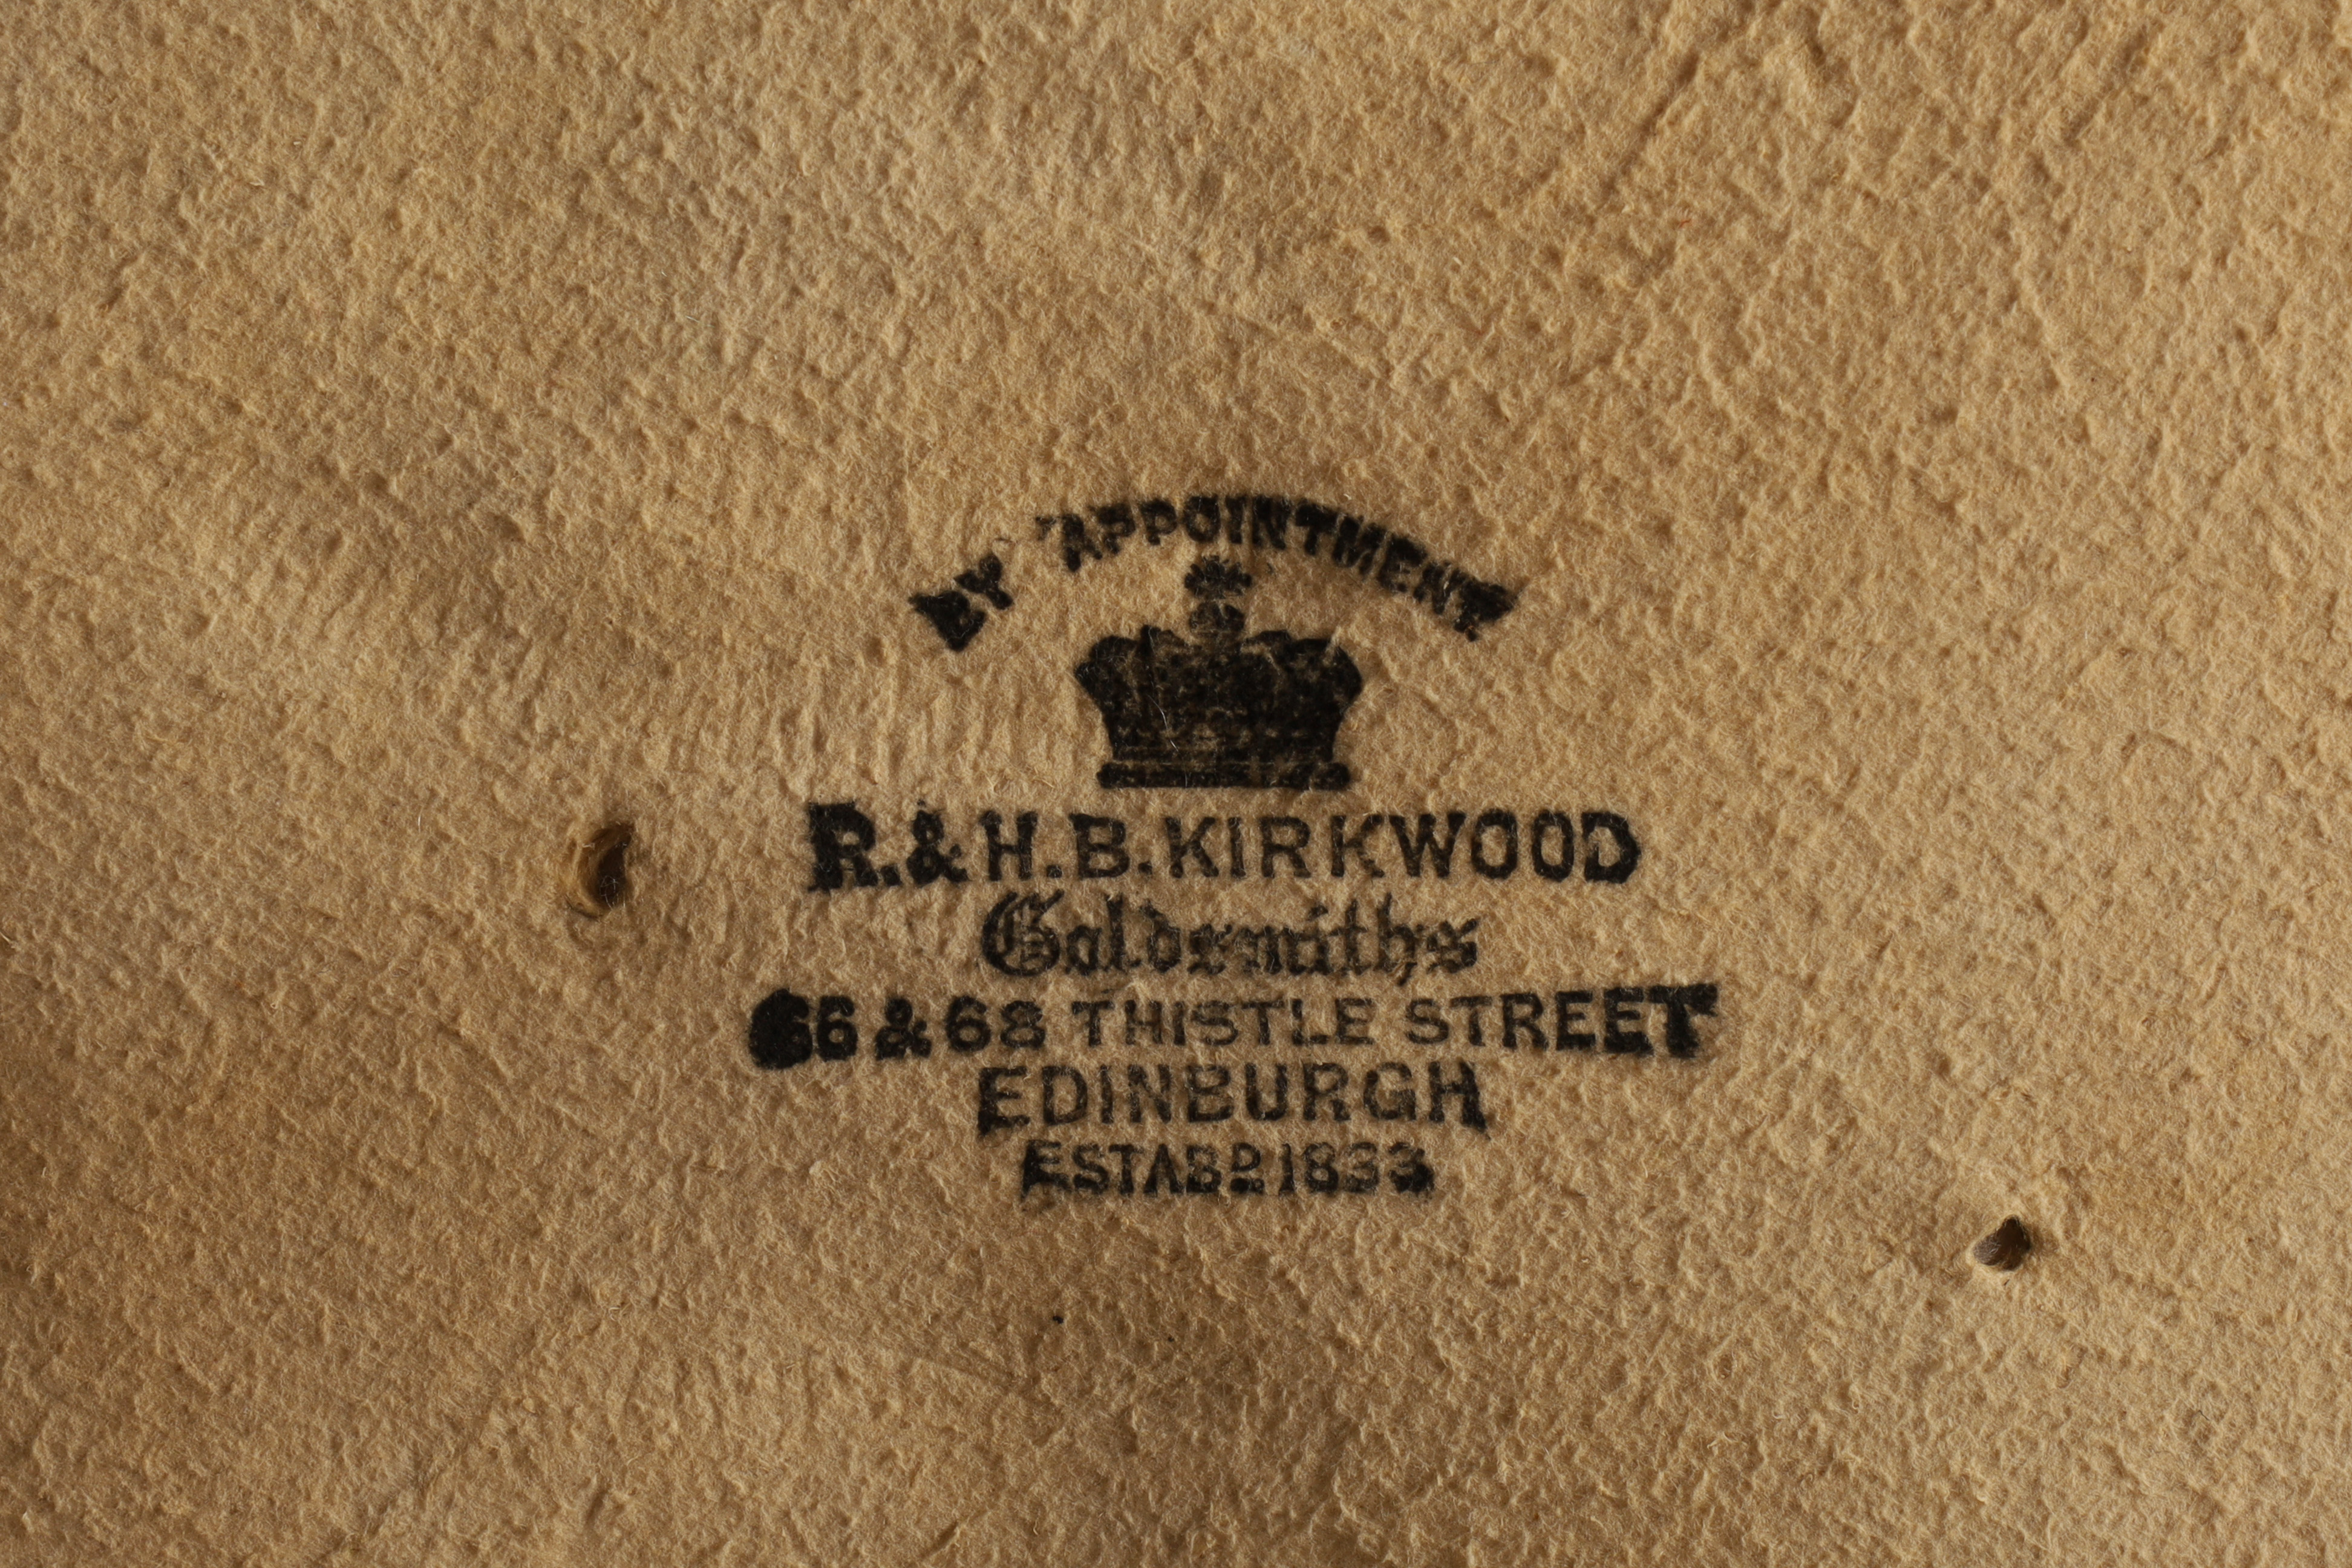 BY APPOINTMENT
R. & H. B. KIRKWOOD
Goldsmiths
66 & 68 THISTLE STREET
EDINBURGH
ESTABD 1833